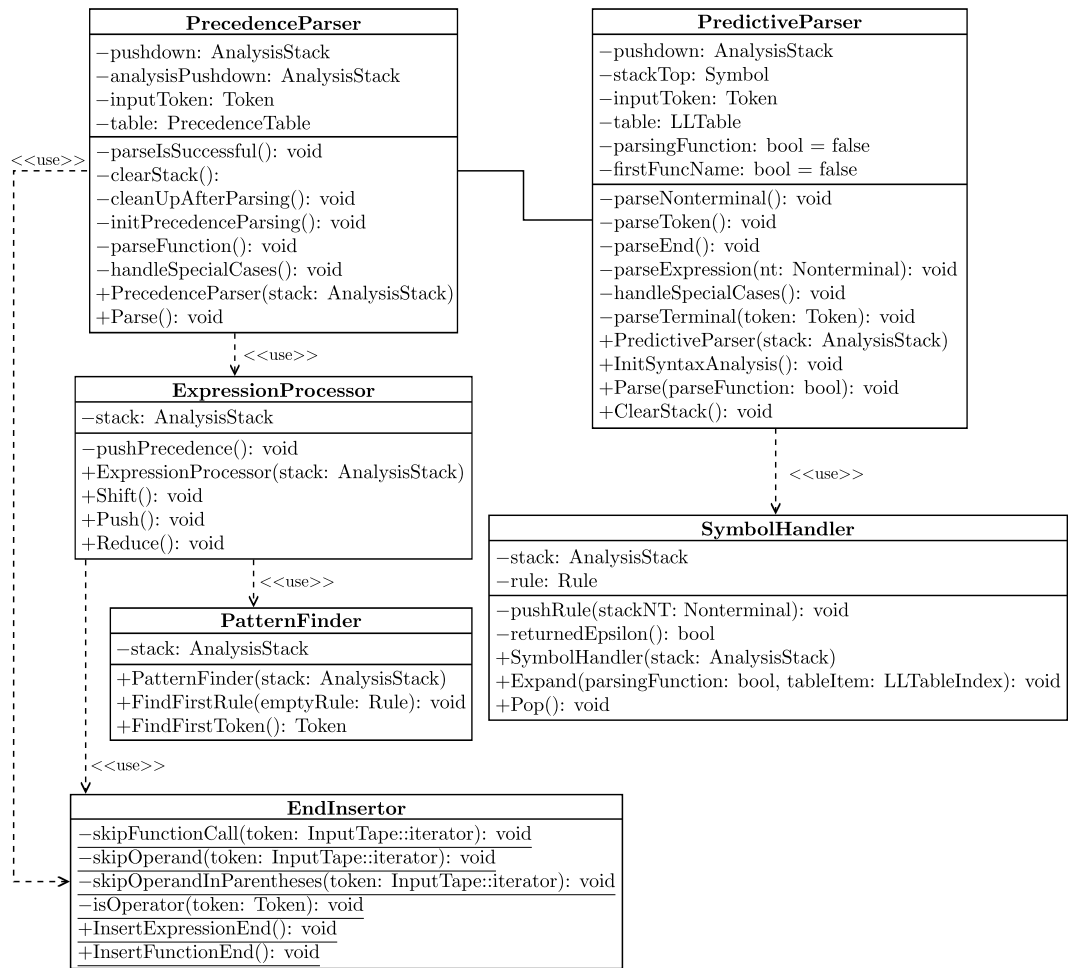 PrecedenceParser
−pushdown: AnalysisStack
−analysisPushdown: AnalysisStack
−inputToken: Token
−table: PrecedenceTable
−parseIsSuccessful(): void
−clearStack():
−cleanUpAfterParsing(): void
−initPrecedenceParsing(): void
−parseFunction(): void
−handleSpecialCases(): void
+PrecedenceParser(stack: AnalysisStack)
+Parse(): void
<<use>>
<<use>>
PredictiveParser
−pushdown: AnalysisStack
−stackTop: Symbol
−inputToken: Token
−table: LLTable
−parsingFunction: bool = false
−firstFuncName: bool = false
−parseNonterminal(): void
−parseToken(): void
−parseEnd(): void
−parseExpression(nt: Nonterminal): void
−handleSpecialCases(): void
−parseTerminal(token: Token): void
+PredictiveParser(stack: AnalysisStack)
+InitSyntaxAnalysis(): void
+Parse(parseFunction: bool): void
+ClearStack(): void
<<use>>
ExpressionProcessor
−stack: AnalysisStack
−pushPrecedence(): void
+ExpressionProcessor(stack: AnalysisStack)
+Shift(): void
+Push(): void
+Reduce(): void
<<use>>
SymbolHandler
−stack: AnalysisStack
−rule: Rule
−pushRule(stackNT: Nonterminal): void
−returnedEpsilon(): bool
+SymbolHandler(stack: AnalysisStack)
+Expand(parsingFunction: bool, tableItem: LLTableIndex): void
+Pop(): void
PatternFinder
−stack: AnalysisStack
+PatternFinder(stack: AnalysisStack)
+FindFirstRule(emptyRule: Rule): void
+FindFirstToken(): Token
<<use>>
EndInsertor
−skipFunctionCall(token: InputTape::iterator): void
−skipOperand(token: InputTape::iterator): void
−skipOperandInParentheses(token: InputTape::iterator): void
−isOperator(token: Token): void
+InsertExpressionEnd(): void
+InsertFunctionEnd(): void